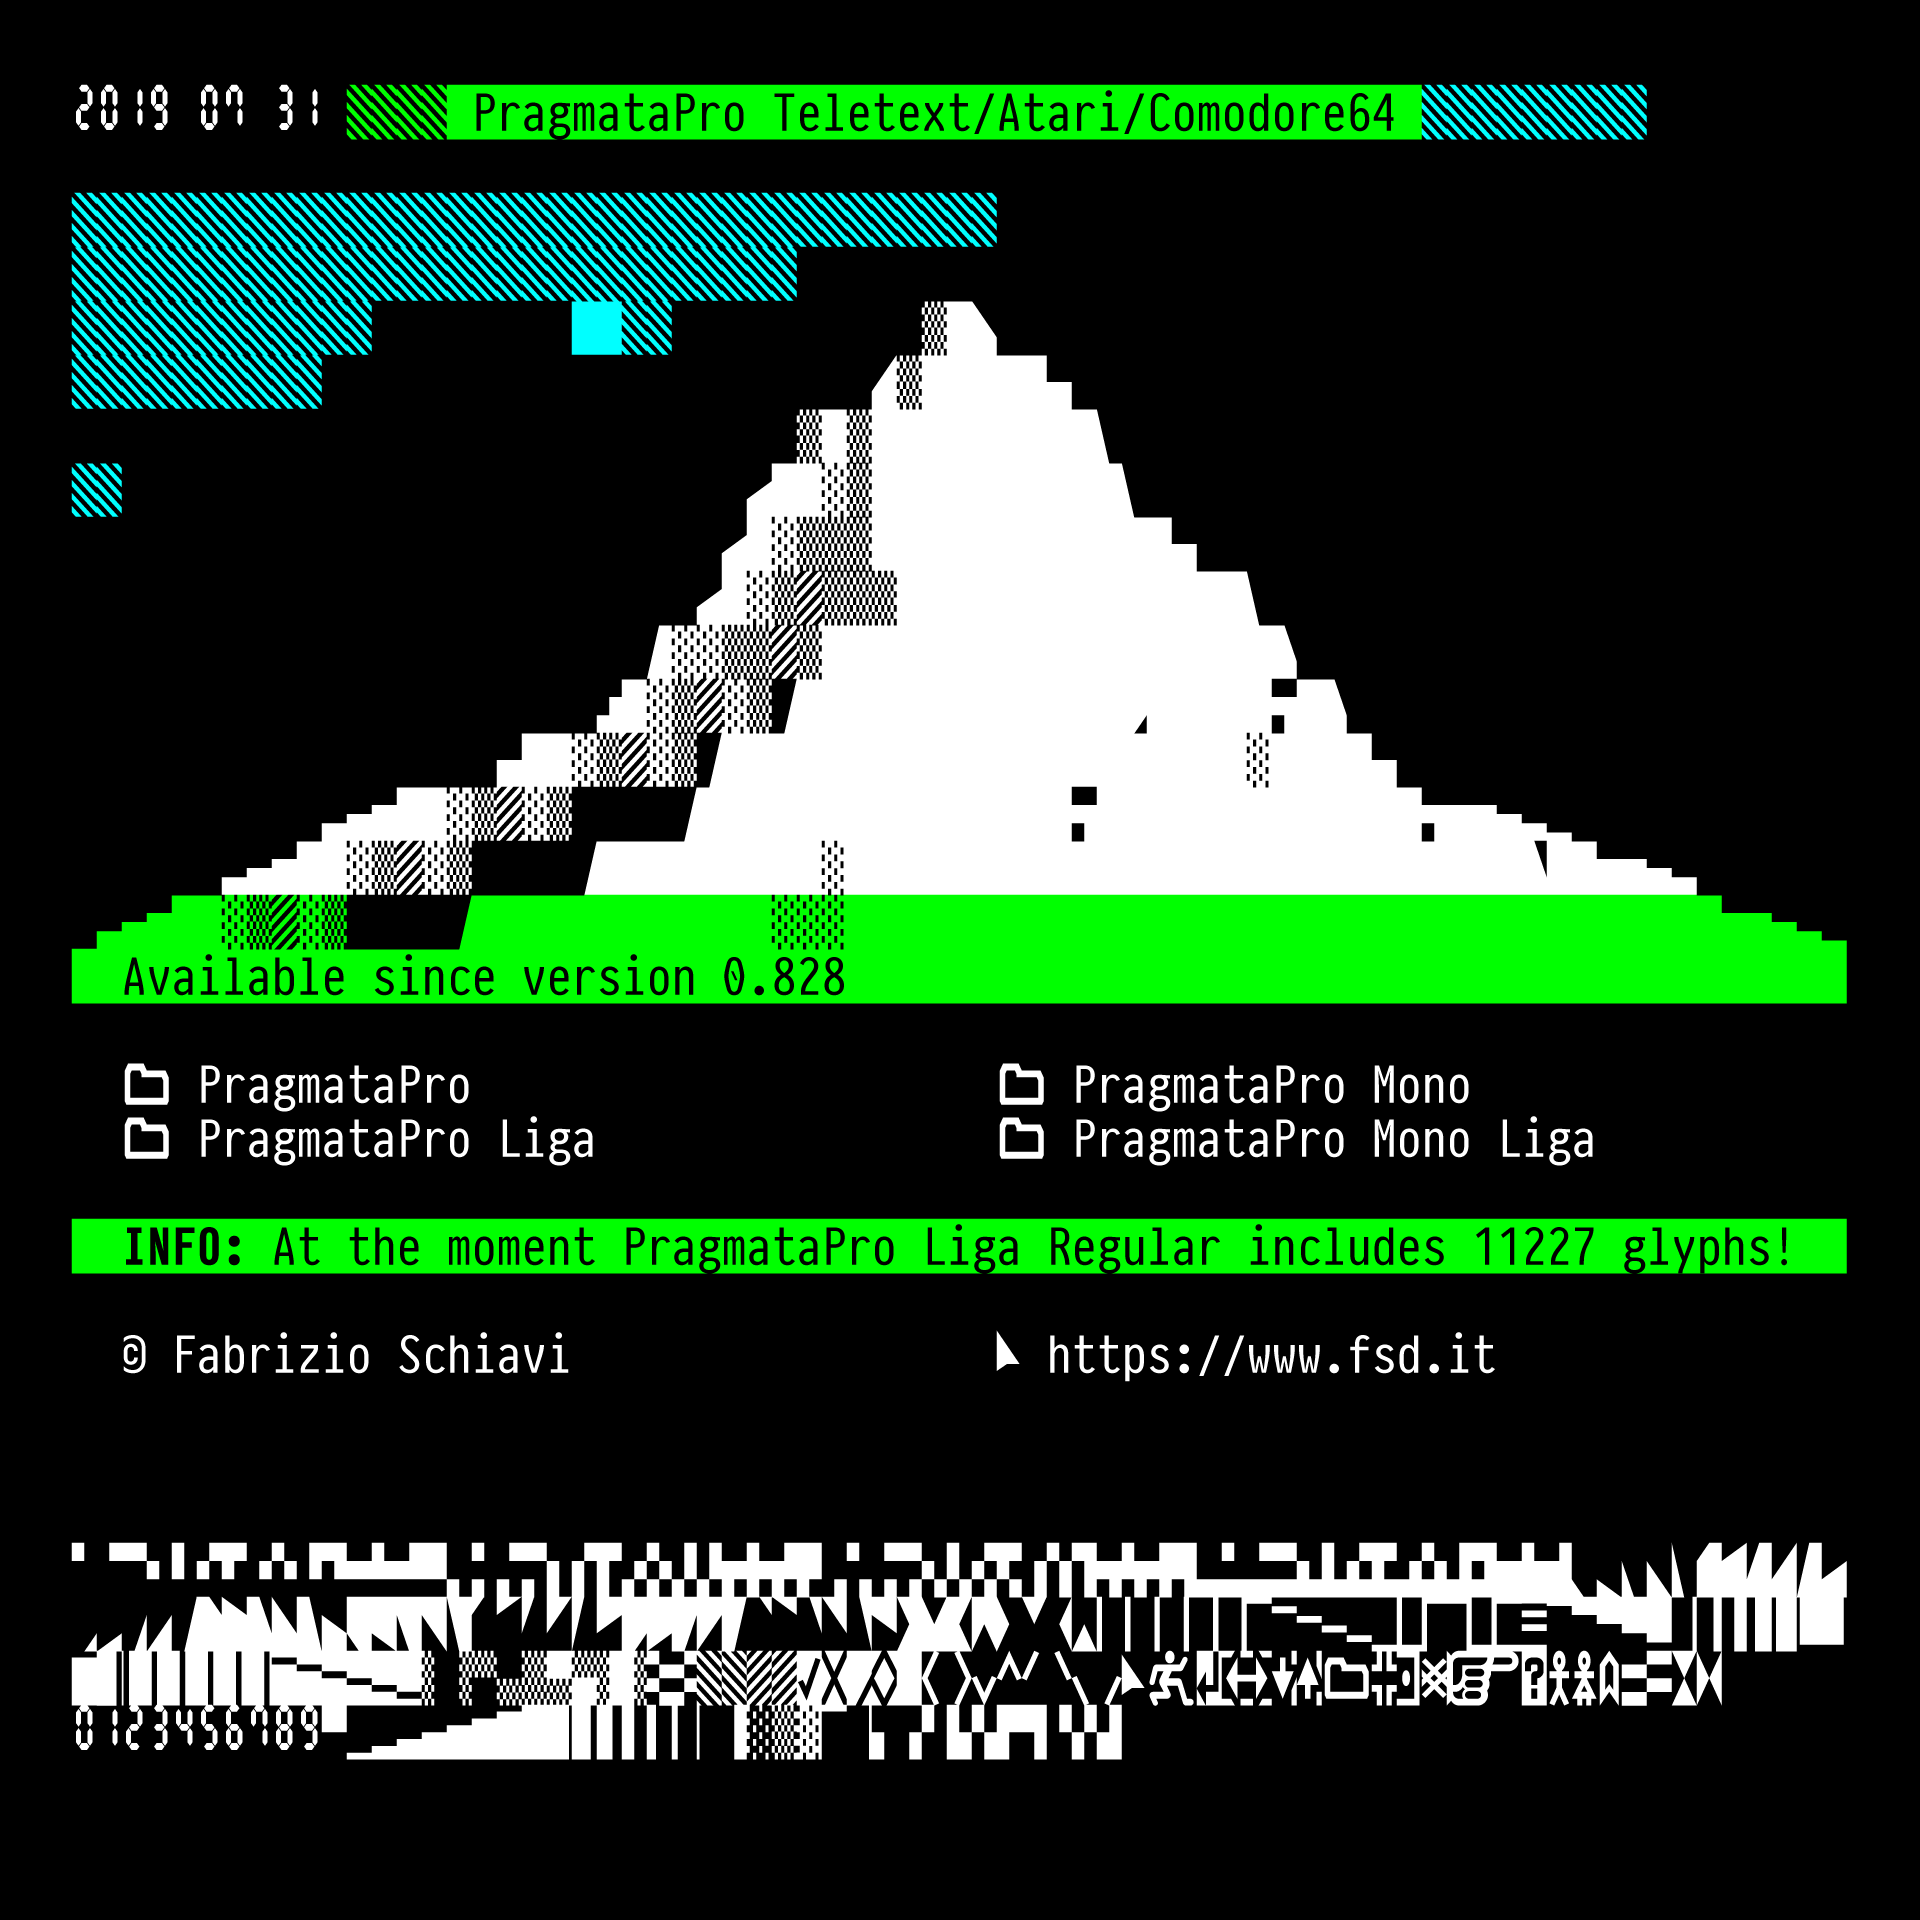 2019 07 31 PragmataPro Teletext/Atari/Comodore64
Available since version 0.828
PragmataPro PragmataPro Mono
PragmataPro Liga PragmataPro Mono Liga
INFO: At the moment PragmataPro Liga Regular includes 11227 glyphs!
© Fabrizio Schiavi https://www.fsd.it
0123456789